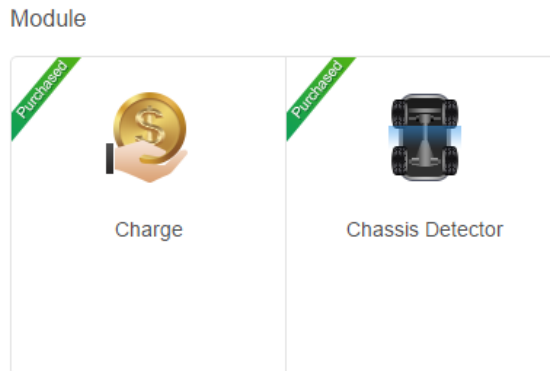 Module
Purchased
Purchased
$
Charge
Chassis Detector